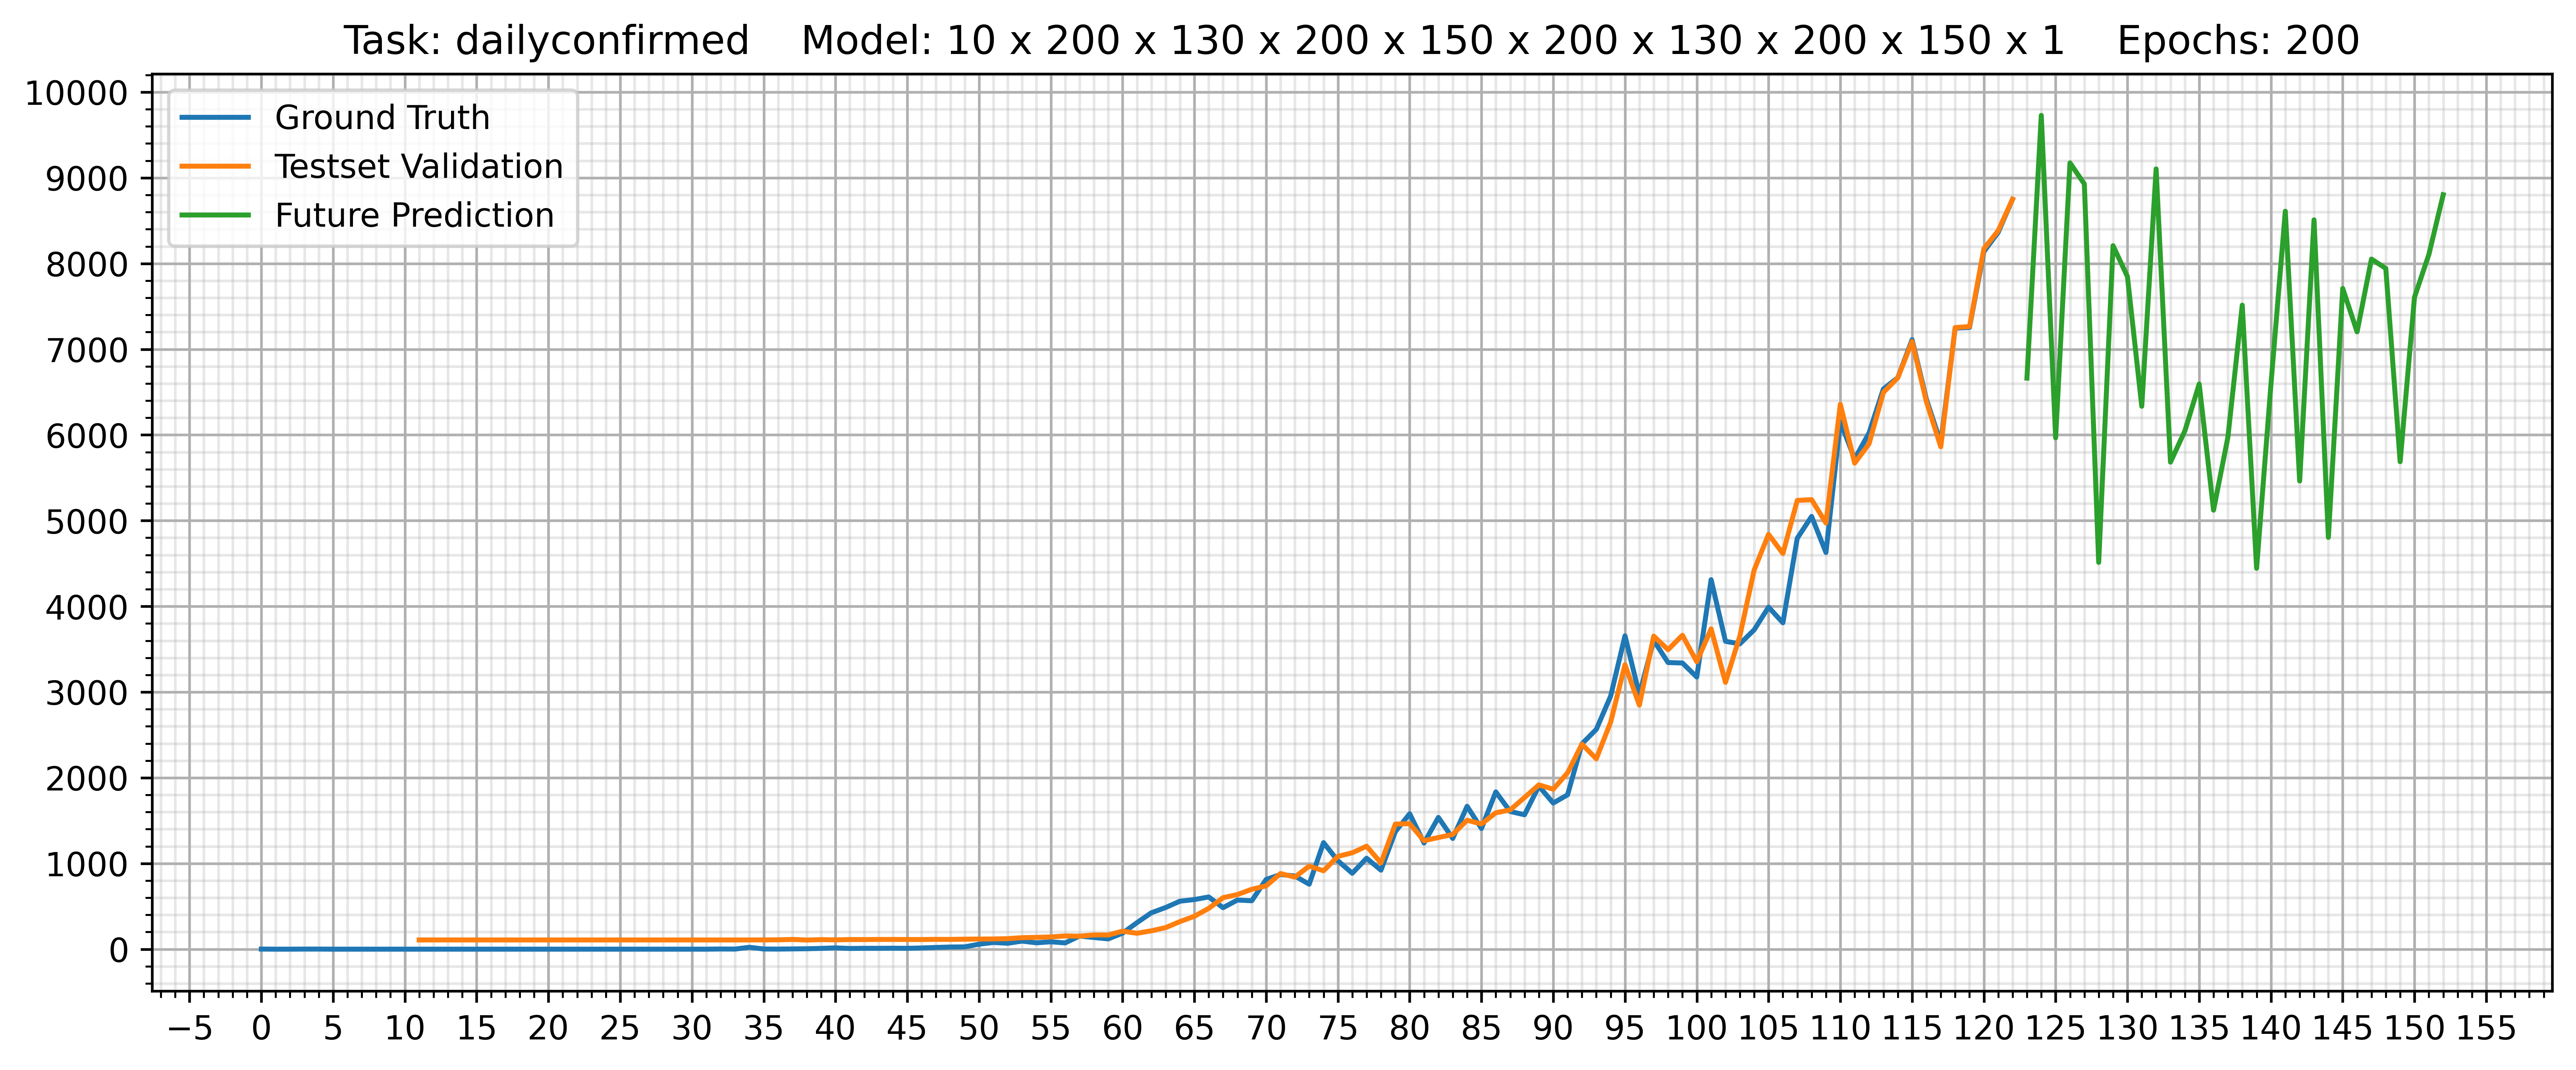 Task: dailyconfirmed    Model: 10 x 200 x 130 x 200 x 150 x 200 x 130 x 200 x 150 x 1    Epochs: 200
10000
9000
8000
7000
6000
5000
4000
3000
2000
1000
0
Ground Truth
Testset Validation
Future Prediction
−5 0 5 10 15 20 25 30 35 40 45 50 55 60 65 70 75 80 85 90 95 100 105 110 115 120 125 130 135 140 145 150 155